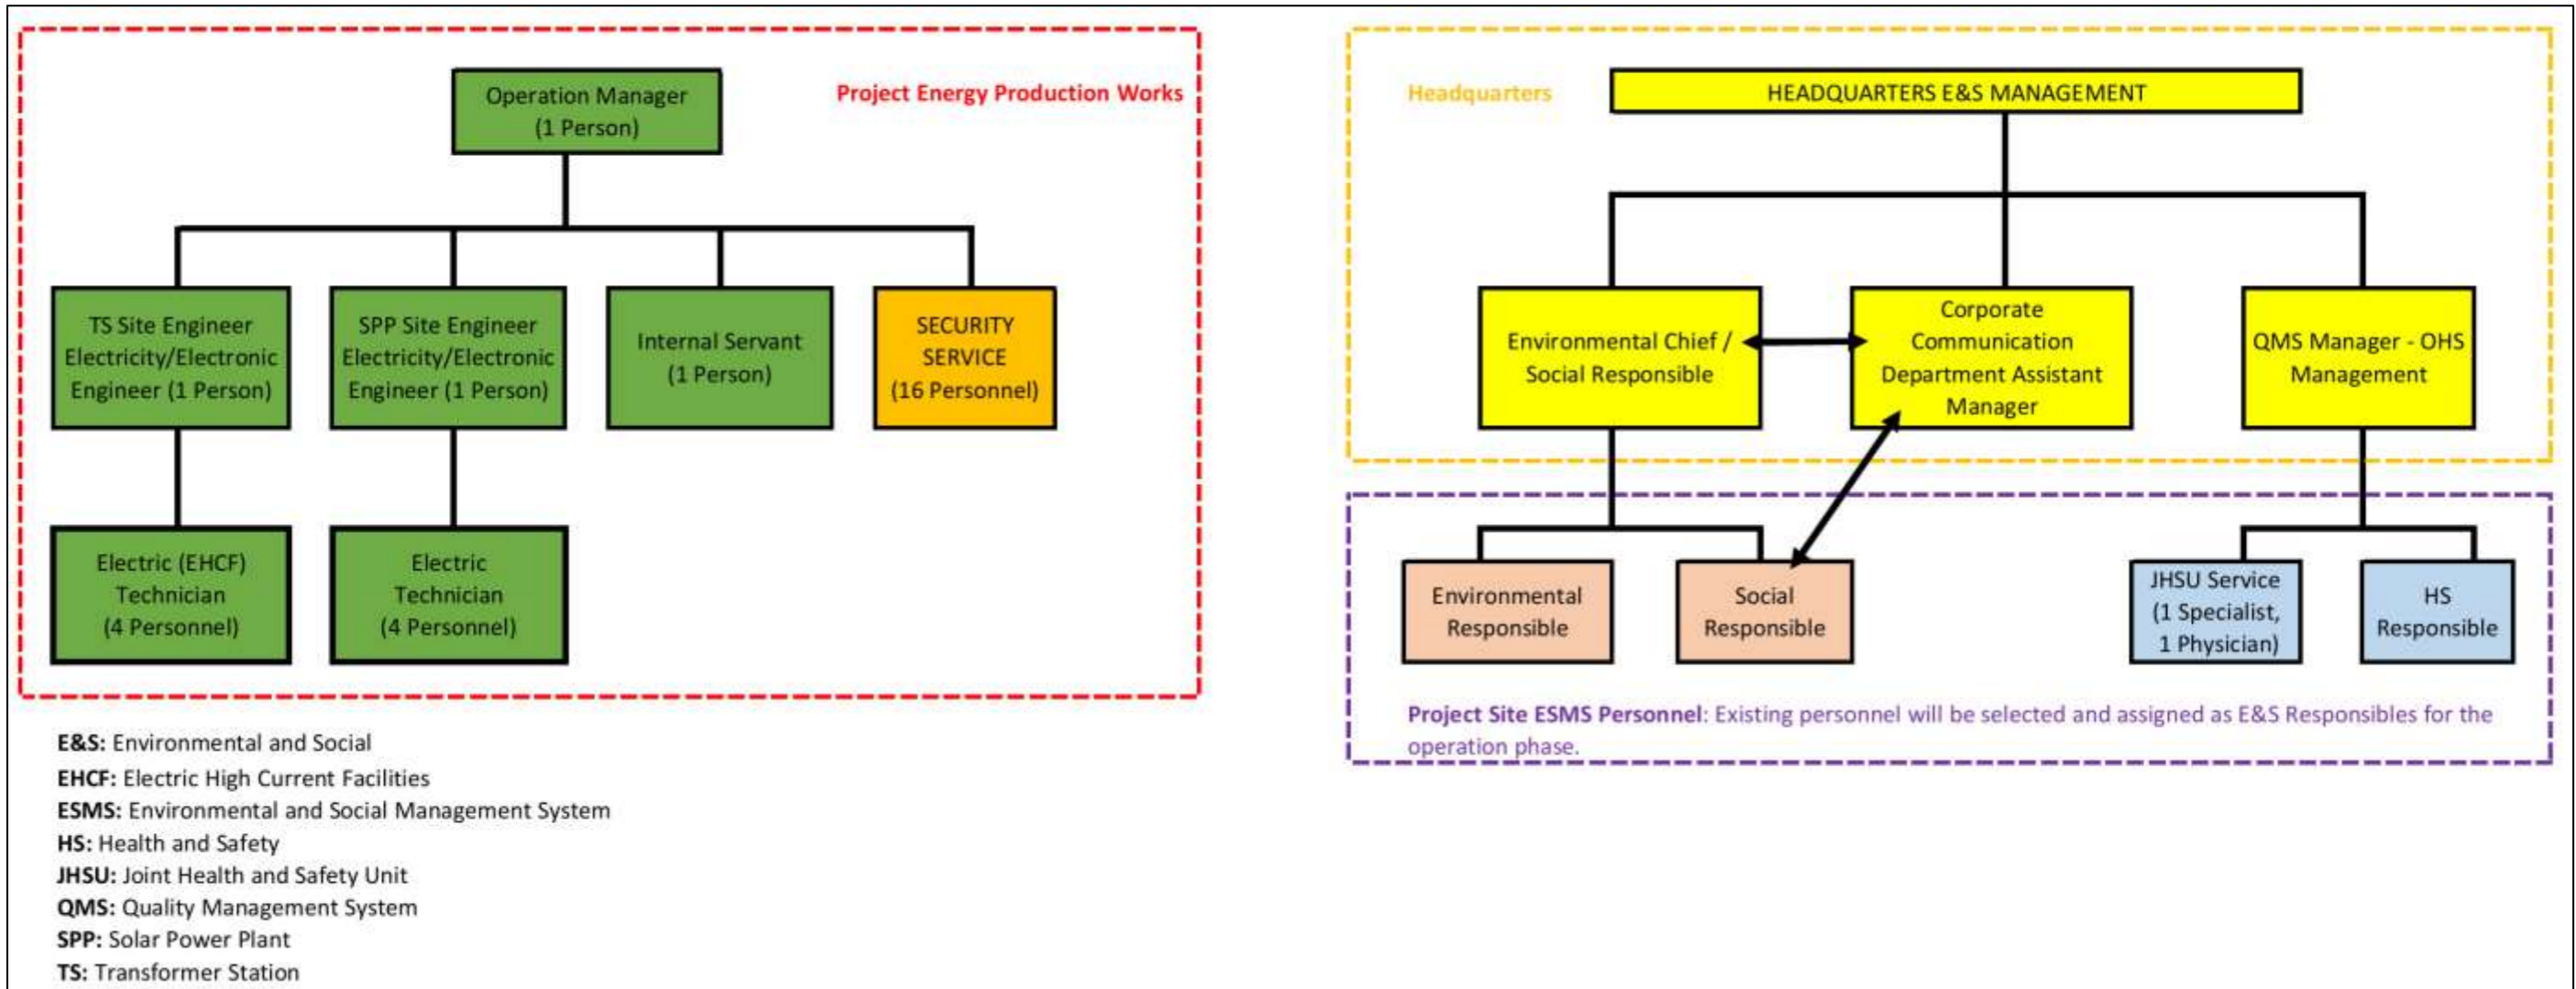 Project Energy Production Works
Operation Manager
(1 Person)
TS Site Engineer
Electricity/Electronic
Engineer (1 Person)
SPP Site Engineer
Electricity/Electronic
Engineer (1 Person)
Internal Servant
(1 Person)
SECURITY
SERVICE
(16 Personnel)
Electric (EHCF)
Technician
(4 Personnel)
Electric
Technician
(4 Personnel)
Headquarters
HEADQUARTERS E&S MANAGEMENT
Environmental Chief /
Social Responsible
Corporate
Communication
Department Assistant
Manager
QMS Manager - OHS
Management
Environmental
Responsible
Social
Responsible
JHSU Service
(1 Specialist,
1 Physician)
HS
Responsible
Project Site ESMS Personnel: Existing personnel will be selected and assigned as E&S Responsibles for the
operation phase.
E&S: Environmental and Social
EHCF: Electric High Current Facilities
ESMS: Environmental and Social Management System
HS: Health and Safety
JHSU: Joint Health and Safety Unit
QMS: Quality Management System
SPP: Solar Power Plant
TS: Transformer Station